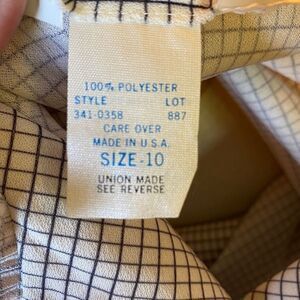 100% POLYESTER
STYLE LOT
341-0358 887
CARE OVER
MADE IN U.S.A.
SIZE-10
UNION MADE
SEE REVERSE